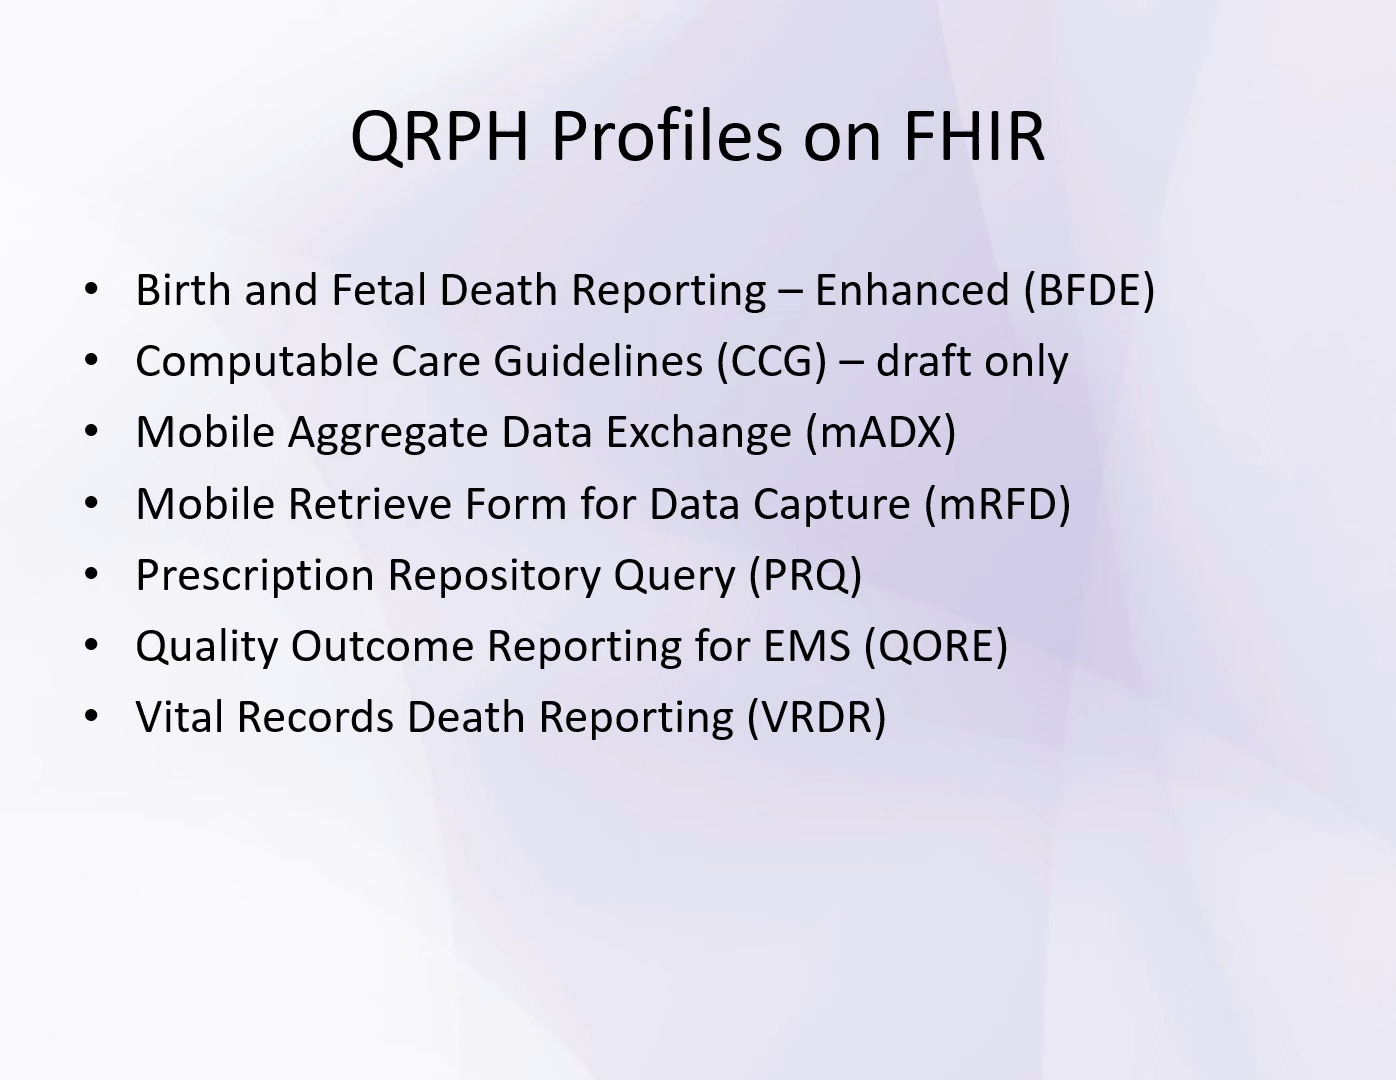 QRPH Profiles on FHIR
• Birth and Fetal Death Reporting – Enhanced (BFDE)
• Computable Care Guidelines (CCG) – draft only
• Mobile Aggregate Data Exchange (mADX)
• Mobile Retrieve Form for Data Capture (mRFD)
• Prescription Repository Query (PRQ)
• Quality Outcome Reporting for EMS (QORE)
• Vital Records Death Reporting (VRDR)